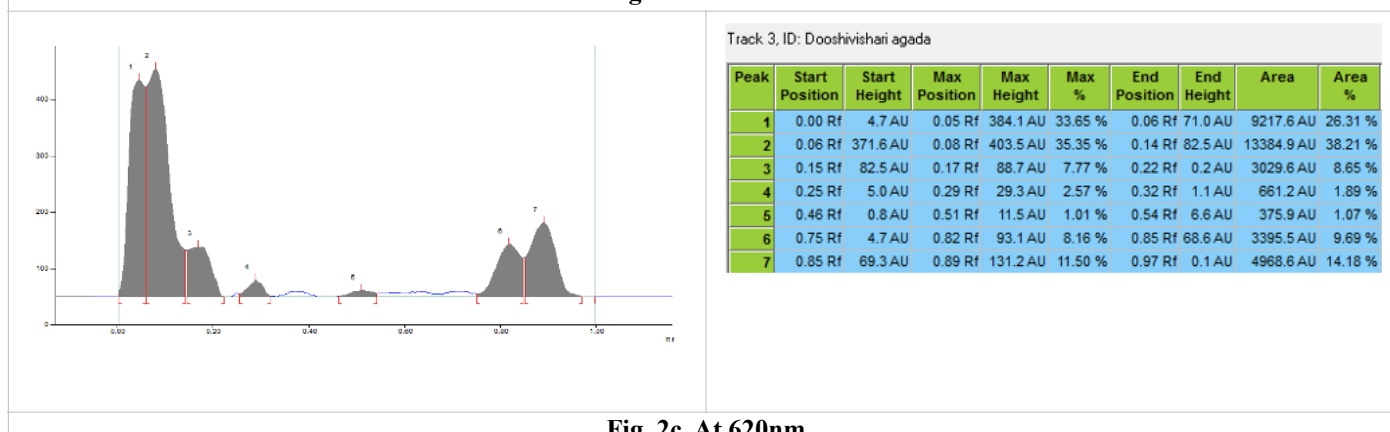 Track 3, ID: Dooshivishari agada
Peak Start Position Start Height Max Position Max Height Max % End Position End Height Area Area %
1 0.00 Rf 4.7 AU 0.05 Rf 384.1 AU 33.65 % 0.06 Rf 71.0 AU 9217.6 AU 26.31 %
2 0.06 Rf 371.6 AU 0.08 Rf 403.5 AU 35.35 % 0.14 Rf 82.5 AU 13384.9 AU 38.21 %
3 0.15 Rf 82.5 AU 0.17 Rf 88.7 AU 7.77 % 0.22 Rf 0.2 AU 3029.6 AU 8.65 %
4 0.25 Rf 5.0 AU 0.29 Rf 29.3 AU 2.57 % 0.32 Rf 1.1 AU 661.2 AU 1.89 %
5 0.46 Rf 0.8 AU 0.51 Rf 11.5 AU 1.01 % 0.54 Rf 6.6 AU 375.9 AU 1.07 %
6 0.75 Rf 4.7 AU 0.82 Rf 93.1 AU 8.16 % 0.85 Rf 68.6 AU 3395.5 AU 9.69 %
7 0.85 Rf 69.3 AU 0.89 Rf 131.2 AU 11.50 % 0.97 Rf 0.1 AU 4968.6 AU 14.18 %
2
1
400
300
200
7
3
6
100
4
5
0
0.00 0.20 0.40 0.60 0.80 1.00
Rf
Fig. 2c. At 620nm